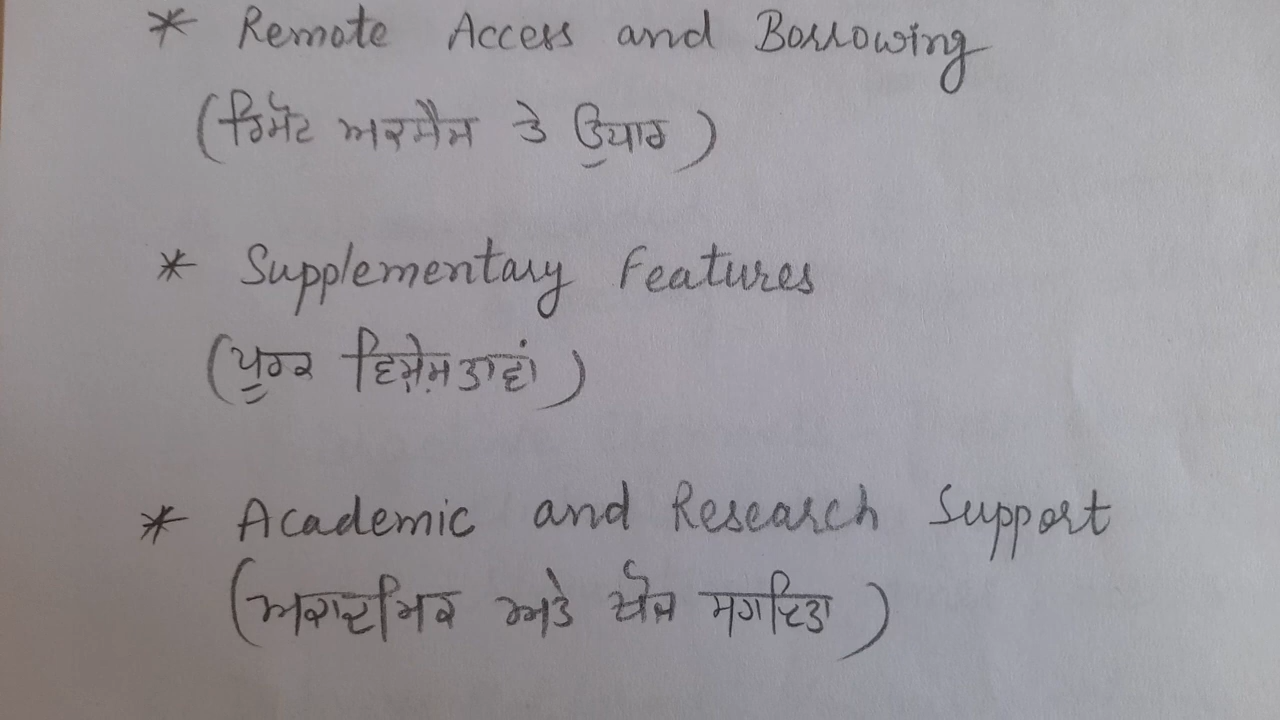 * Remote Access and Borrowing
(ਰਿਮੋਟ ਅਕਸੈਸ ਤੇ ਉਧਾਰ)
* Supplementary Features
(ਪੂਰਕ ਵਿਸ਼ੇਸ਼ਤਾਵਾਂ)
* Academic and Research Support
(ਅਕਾਦਮਿਕ ਅਤੇ ਖੋਜ ਸਹਾਇਤਾ)